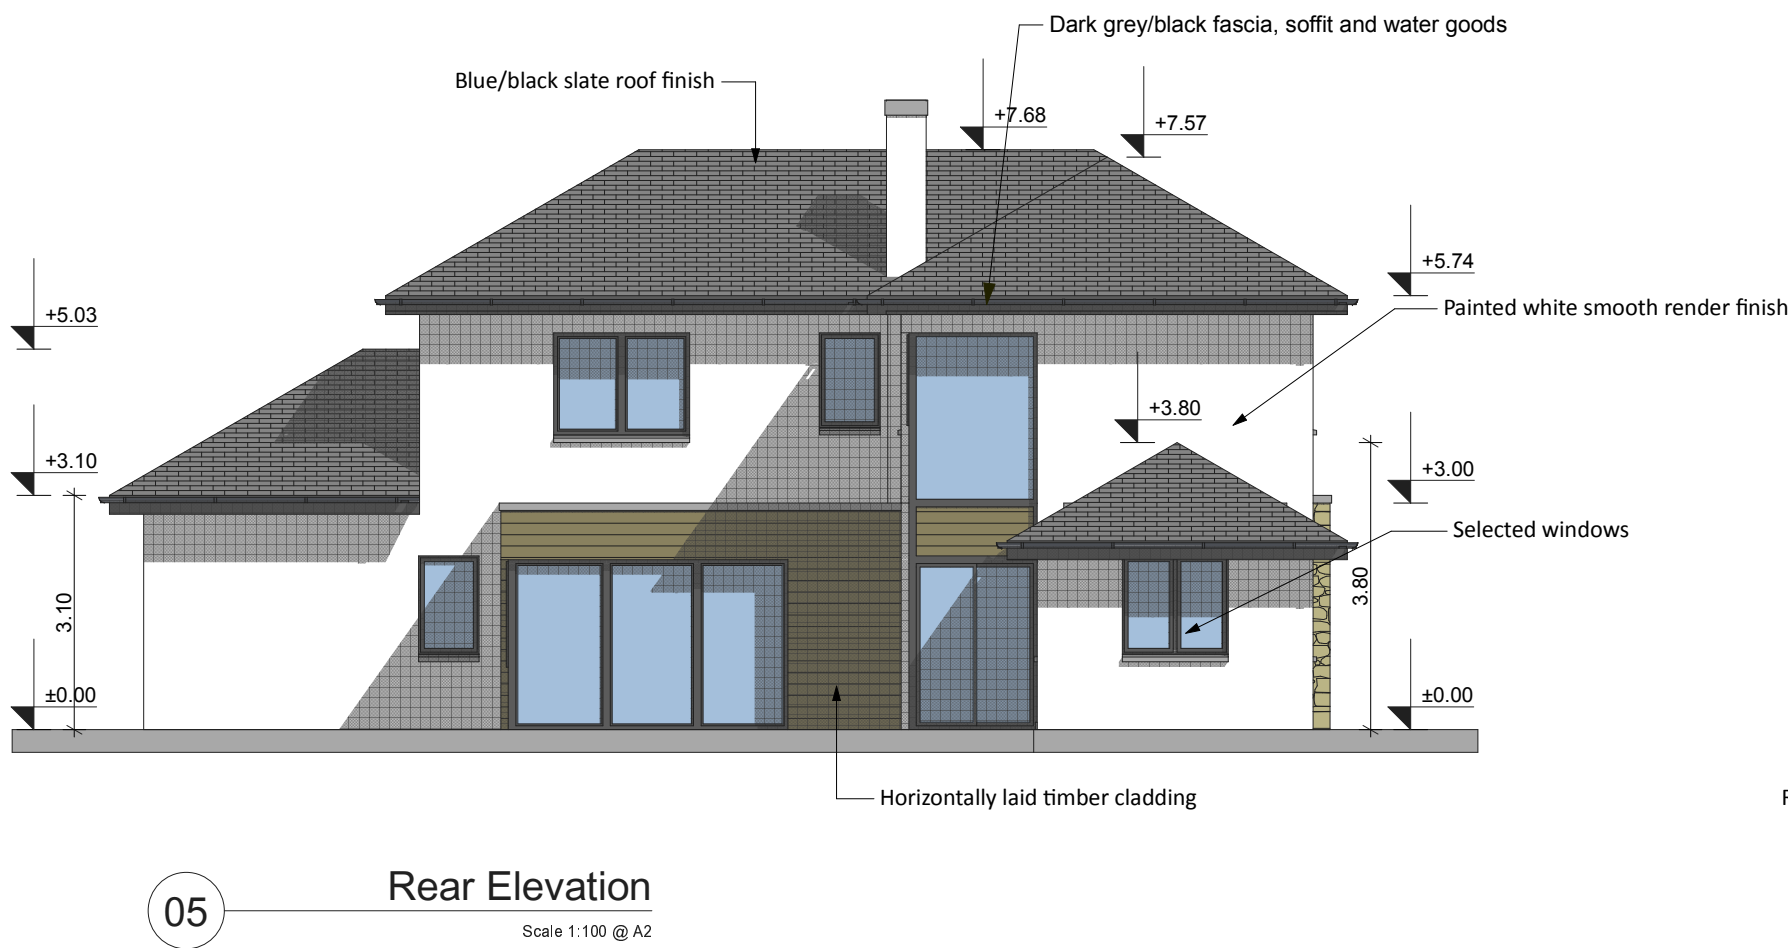 Dark grey/black fascia, soffit and water goods
Blue/black slate roof finish
+7.68
+7.57
+5.74
+5.03
Painted white smooth render finish
+3.80
+3.10
+3.00
Selected windows
3.10
3.80
±0.00
±0.00
Horizontally laid timber cladding
05
Rear Elevation
Scale 1:100 @ A2